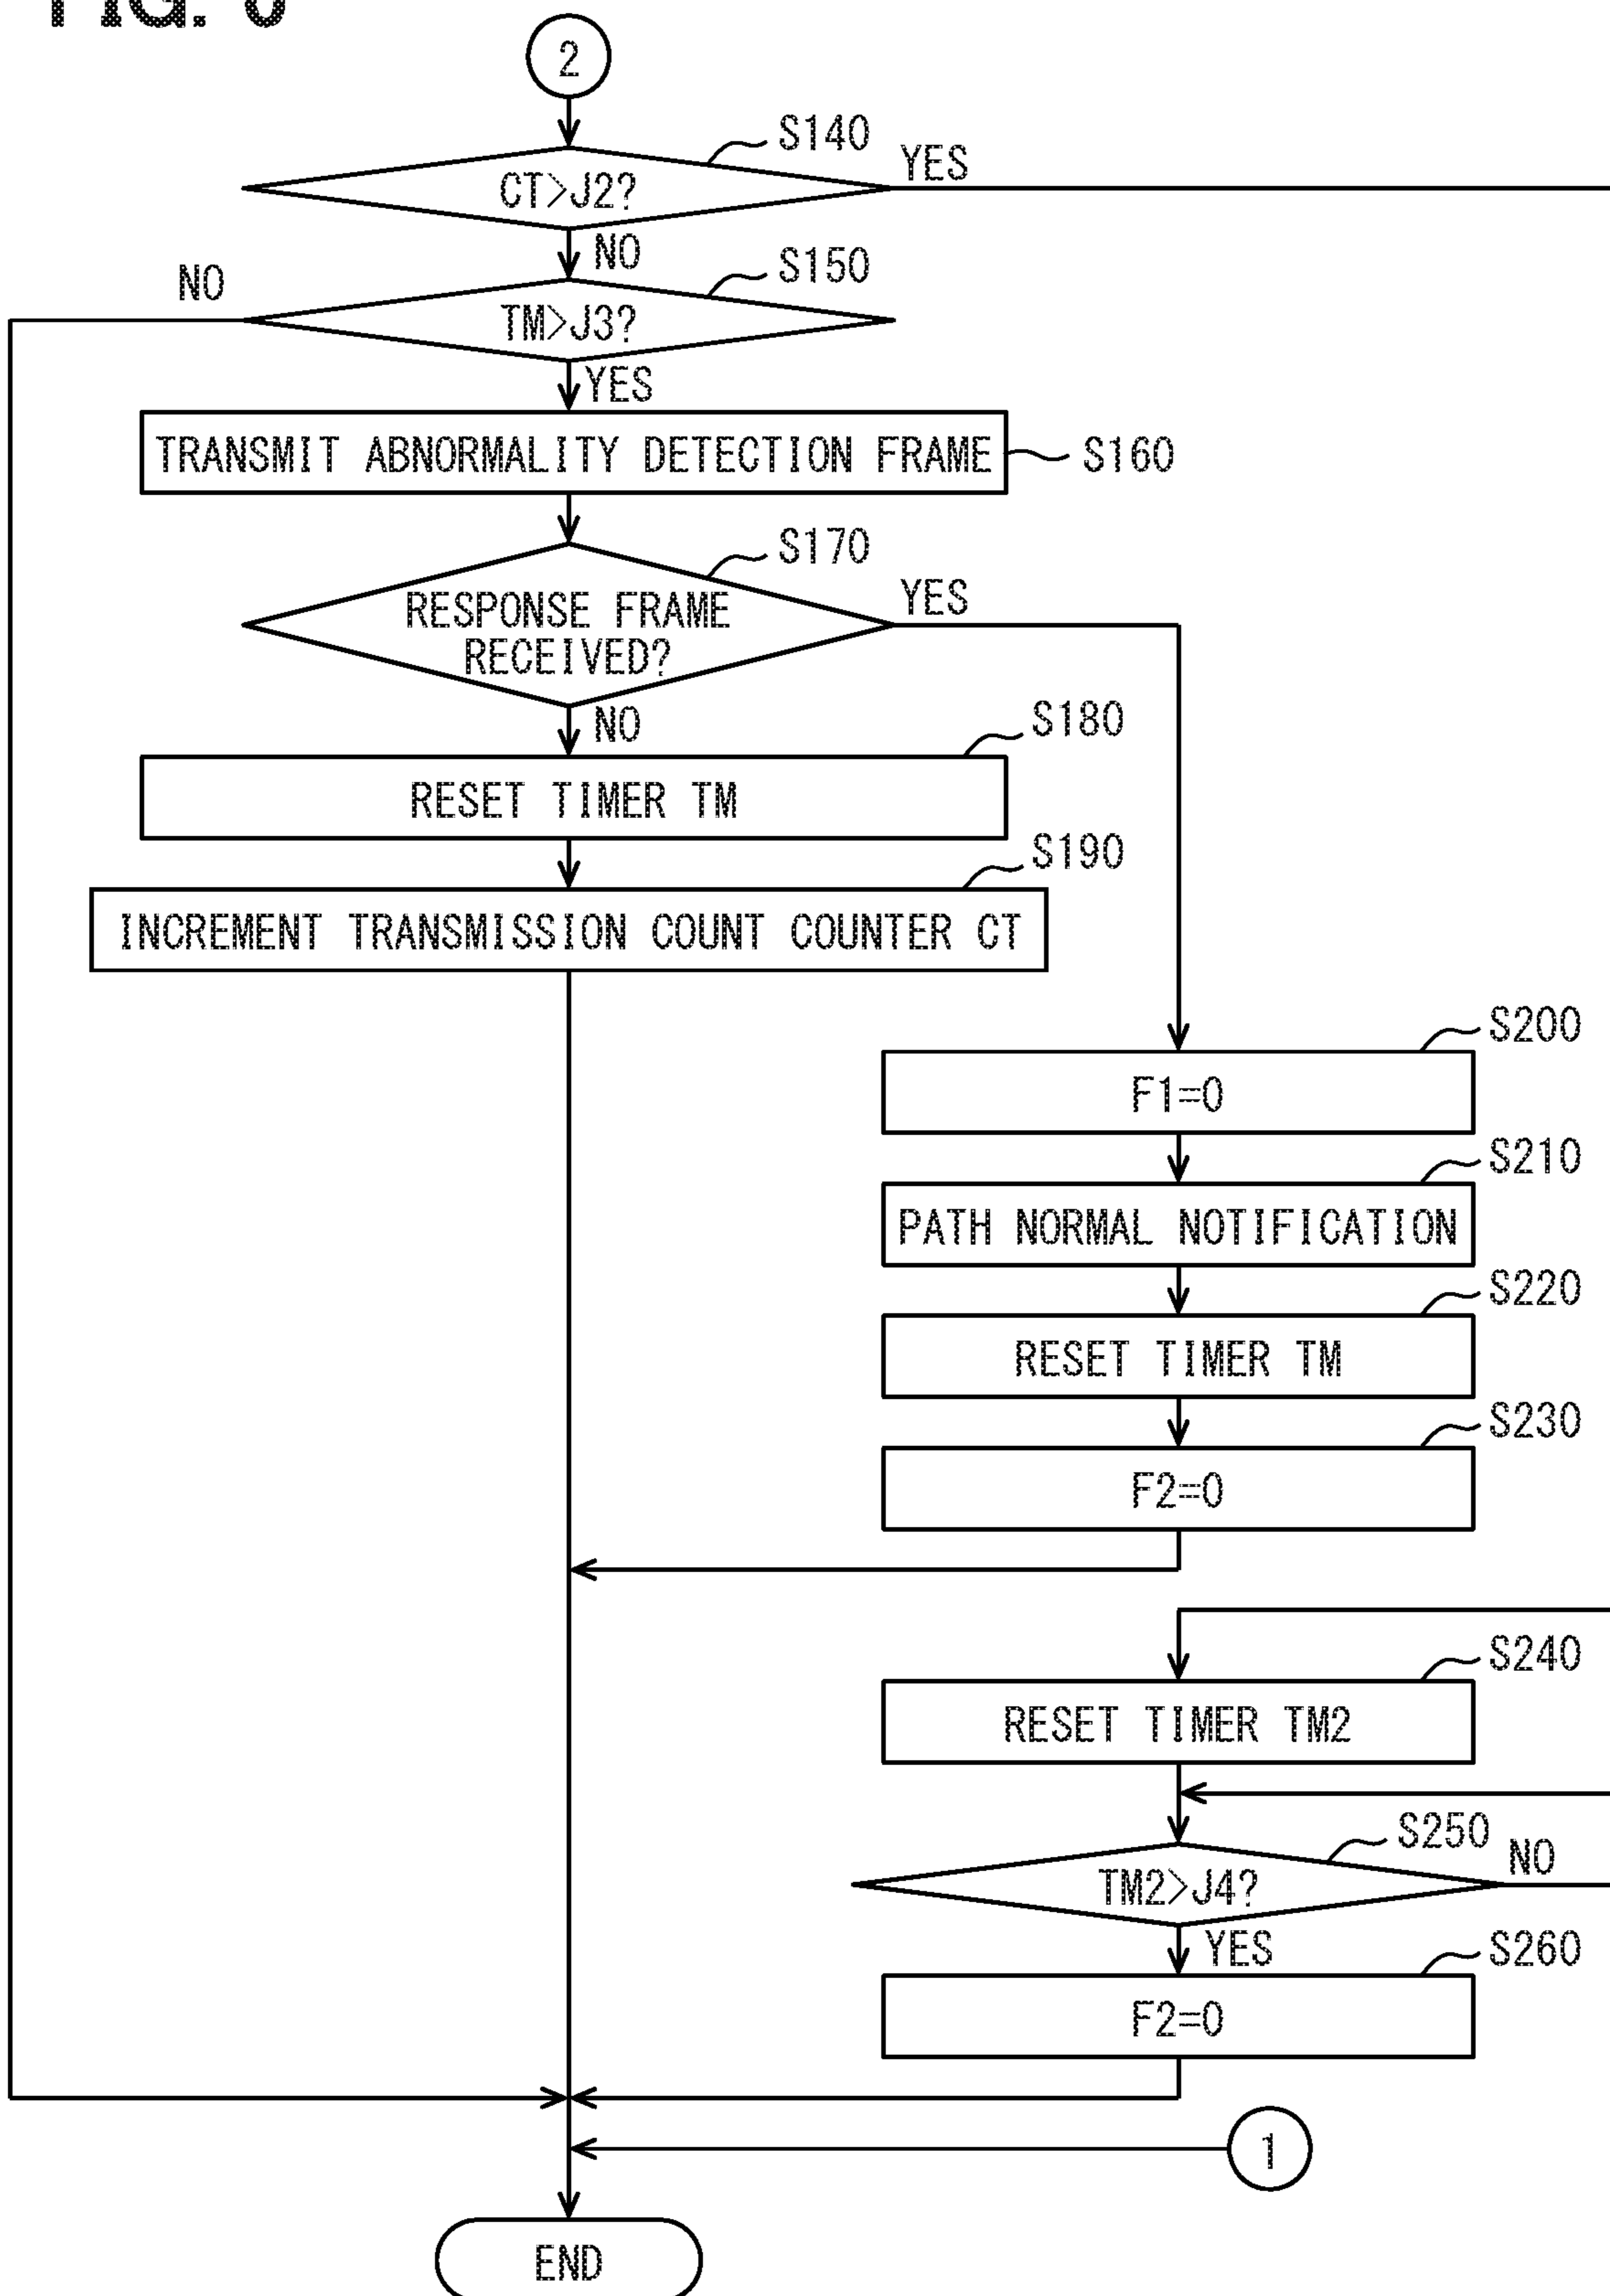 2
S140
CT>J2?
YES
NO
S150
NO
TM>J3?
YES
TRANSMIT ABNORMALITY DETECTION FRAME
S160
S170
RESPONSE FRAME
RECEIVED?
YES
NO
S180
RESET TIMER TM
S190
INCREMENT TRANSMISSION COUNT COUNTER CT
S200
F1=0
S210
PATH NORMAL NOTIFICATION
S220
RESET TIMER TM
S230
F2=0
S240
RESET TIMER TM2
S250
NO
TM2>J4?
YES
S260
F2=0
1
END